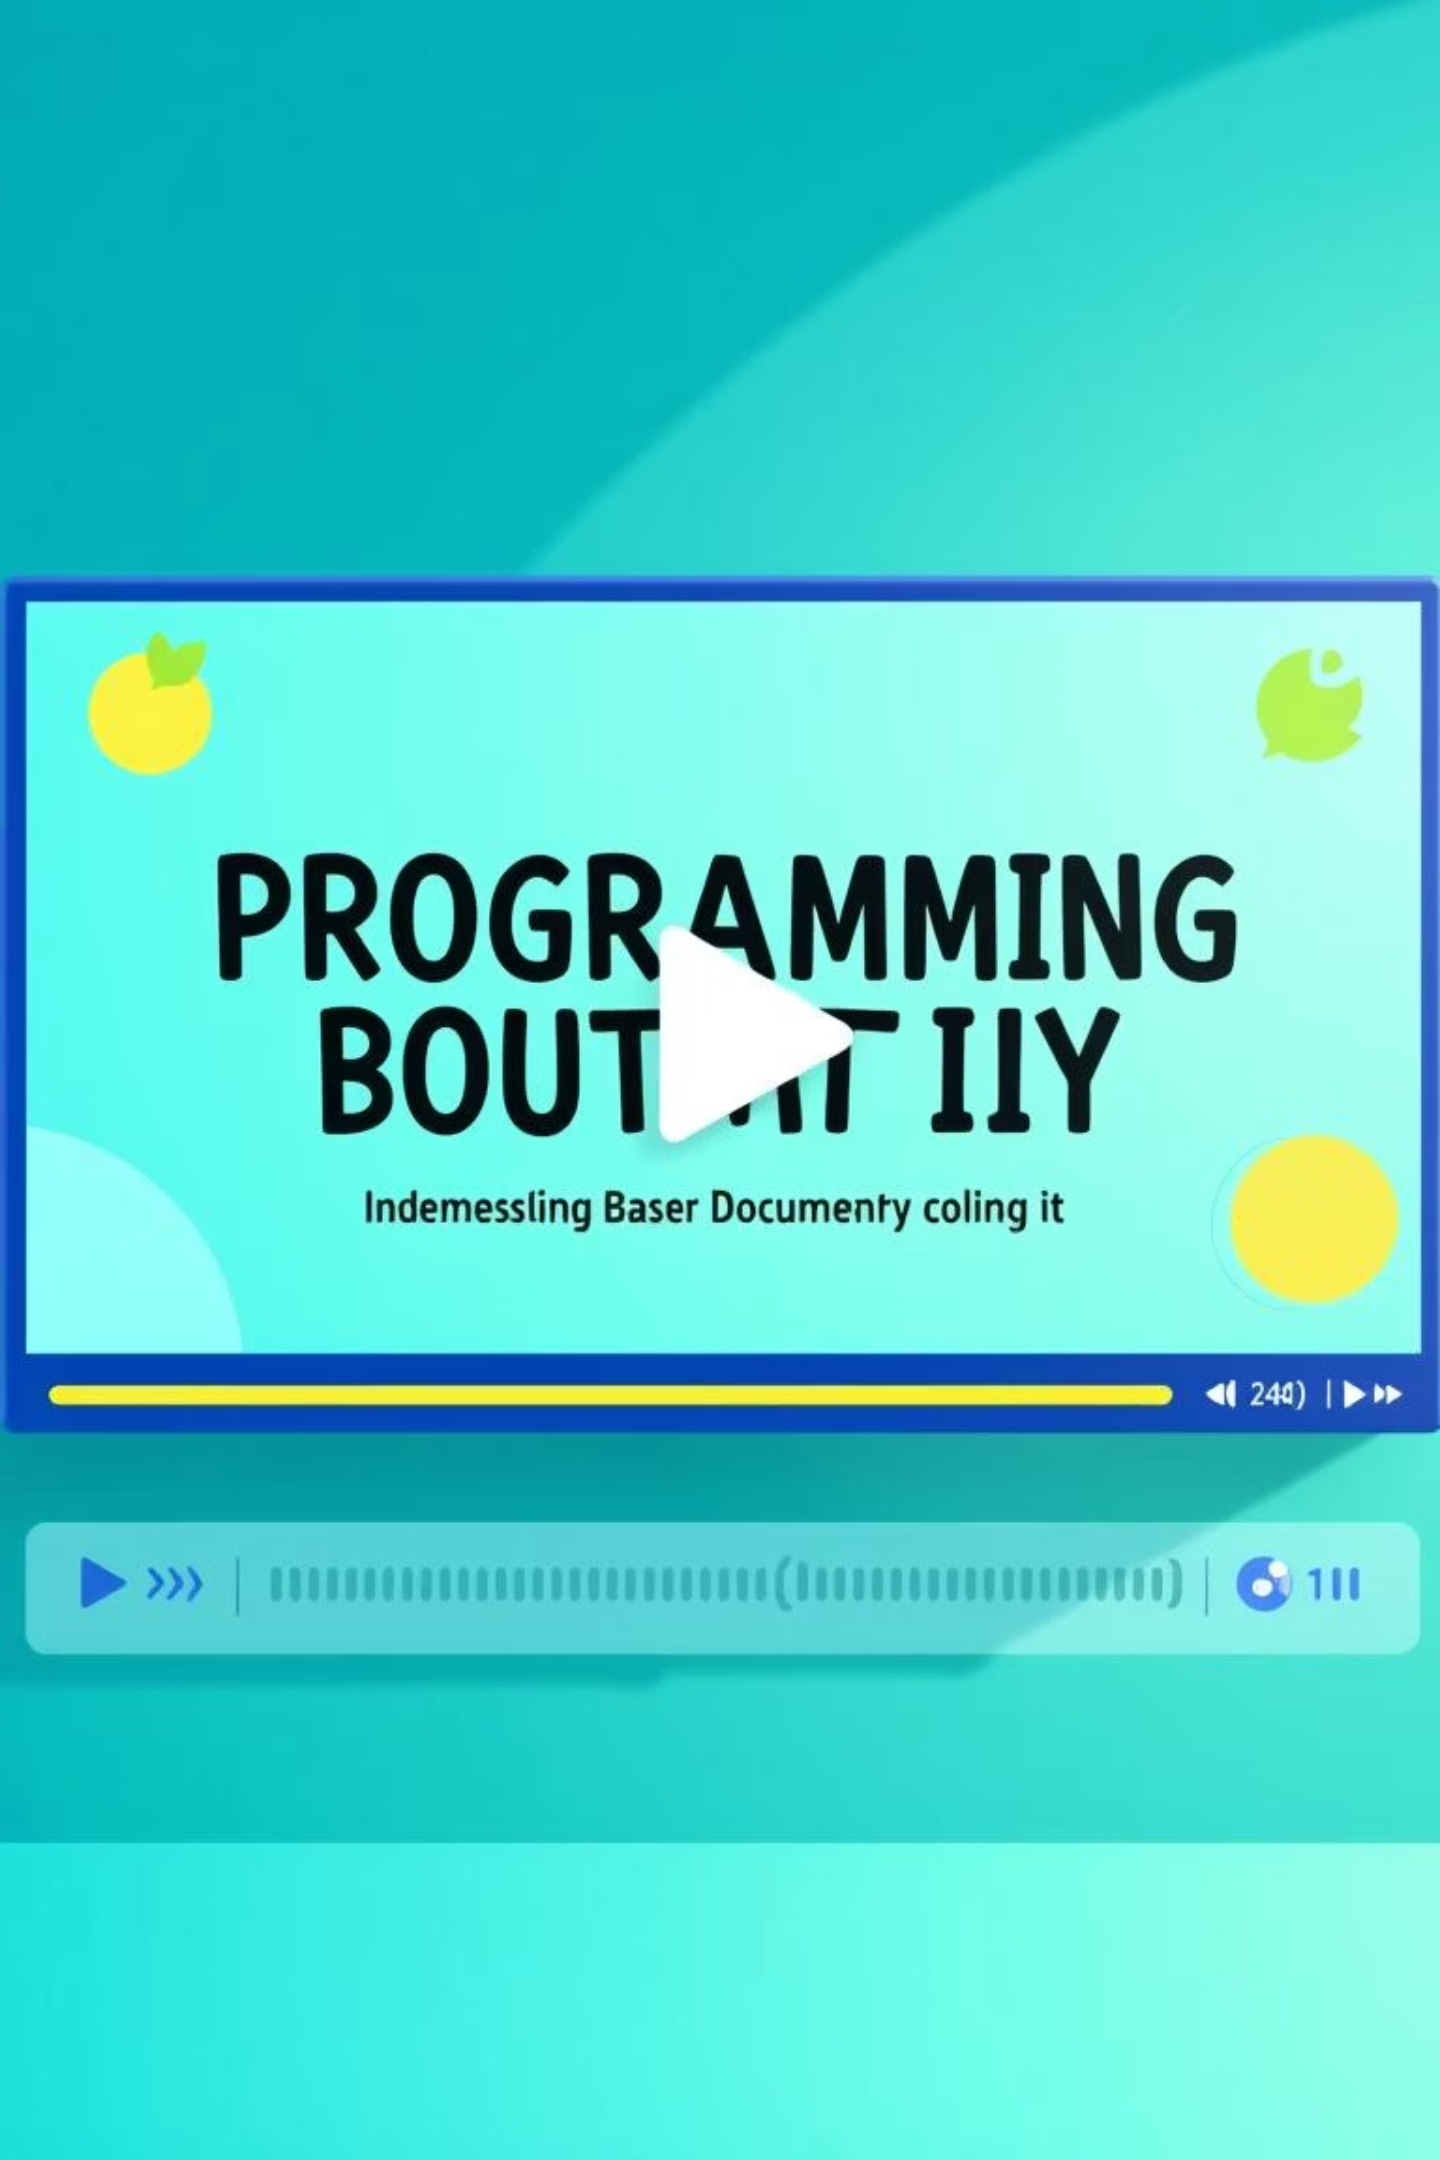 PROGRAMMING
BOUT IIY
Indemessling Baser Documenty coling it